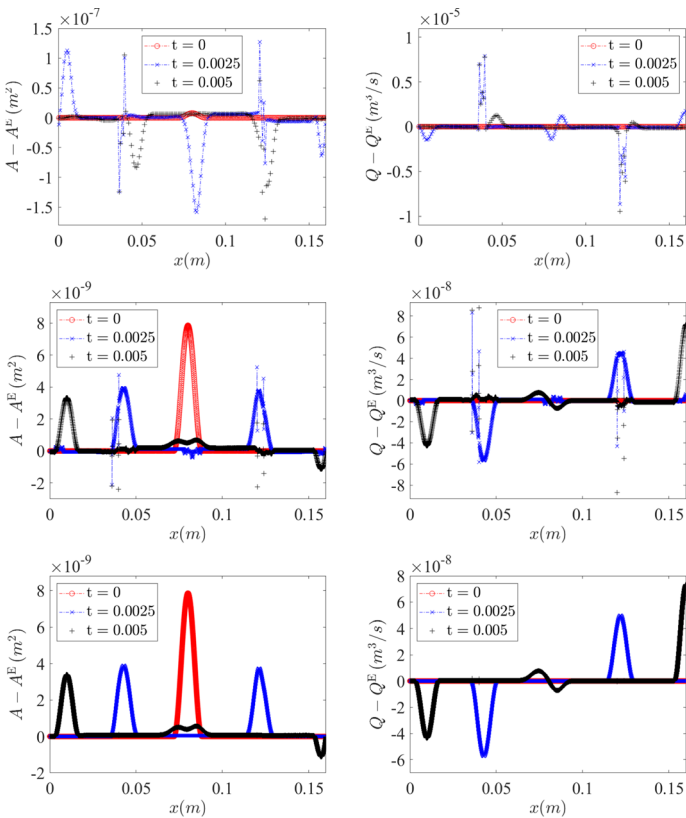 ×10⁻⁷
1.5
1
0.5
0
-0.5
-1
-1.5
A − Aᴱ (m²)
t = 0
t = 0.0025
t = 0.005
0 0.05 0.1 0.15
x(m)
×10⁻⁵
1
0.5
0
-0.5
-1
Q − Qᴱ (m³/s)
t = 0
t = 0.0025
t = 0.005
0 0.05 0.1 0.15
x(m)
×10⁻⁹
8
6
4
2
0
-2
A − Aᴱ (m²)
t = 0
t = 0.0025
t = 0.005
0 0.05 0.1 0.15
x(m)
×10⁻⁸
8
6
4
2
0
-2
-4
-6
-8
Q − Qᴱ (m³/s)
t = 0
t = 0.0025
t = 0.005
0 0.05 0.1 0.15
x(m)
×10⁻⁹
8
6
4
2
0
-2
A − Aᴱ (m²)
t = 0
t = 0.0025
t = 0.005
0 0.05 0.1 0.15
x(m)
×10⁻⁸
8
6
4
2
0
-2
-4
-6
Q − Qᴱ (m³/s)
t = 0
t = 0.0025
t = 0.005
0 0.05 0.1 0.15
x(m)